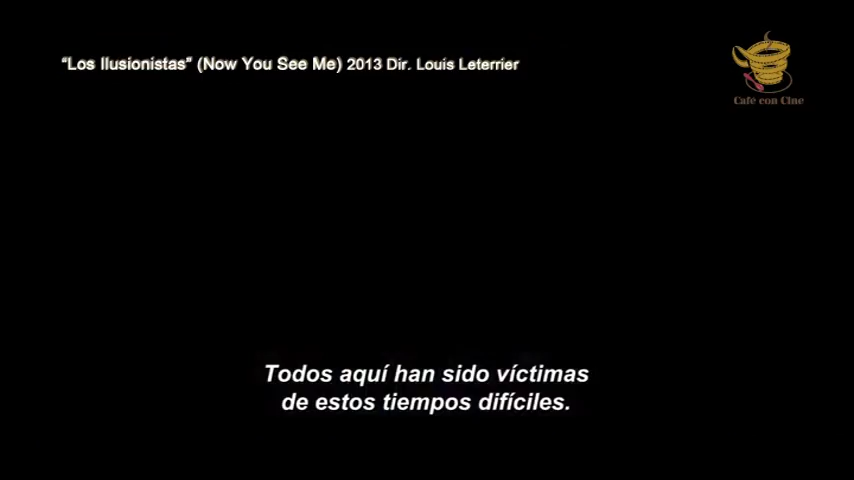 “Los Ilusionistas” (Now You See Me) 2013 Dir. Louis Leterrier
Café con Cine
Todos aquí han sido víctimas
de estos tiempos difíciles.